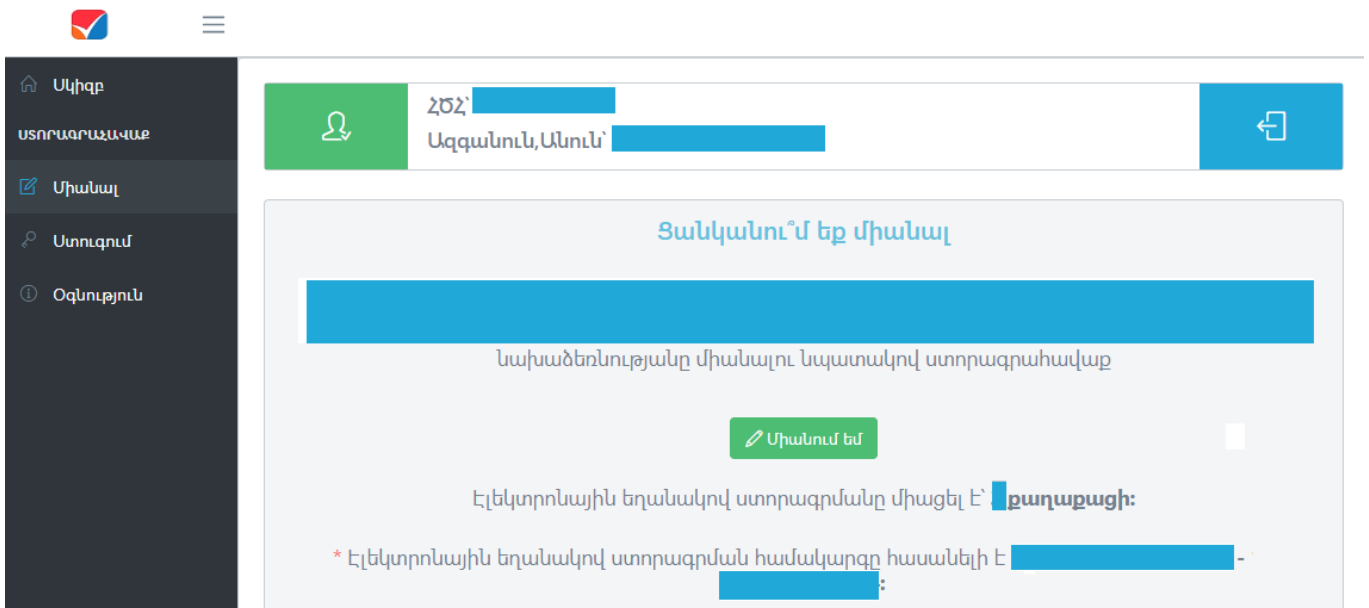 Սկիզբ
ՍՏՈՐԱԳՐԱՀԱՎԱՔ
Միանալ
Ստուգում
Օգնություն
ՀԾՀ՝
Ազգանուն,Անուն՝
Ցանկանու՞մ եք միանալ
նախաձեռնությանը միանալու նպատակով ստորագրահավաք
Միանում եմ
Էլեկտրոնային եղանակով ստորագրմանը միացել է՝ քաղաքացի:
* Էլեկտրոնային եղանակով ստորագրման համակարգը հասանելի է -
: